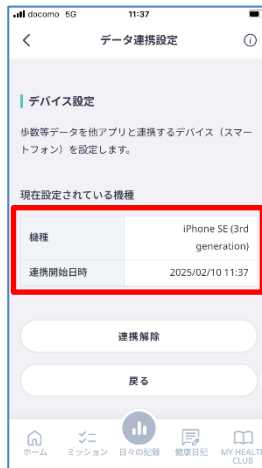 docomo 5G 11:37
データ連携設定
デバイス設定
歩数等データを他アプリと連携するデバイス（スマー
トフォン）を設定します。
現在設定されている機種
機種 iPhone SE (3rd
generation)
連携開始日時 2025/02/10 11:37
連携解除
戻る
ホーム ミッション 日々の記録 健康日記 MY HEALTH
CLUB